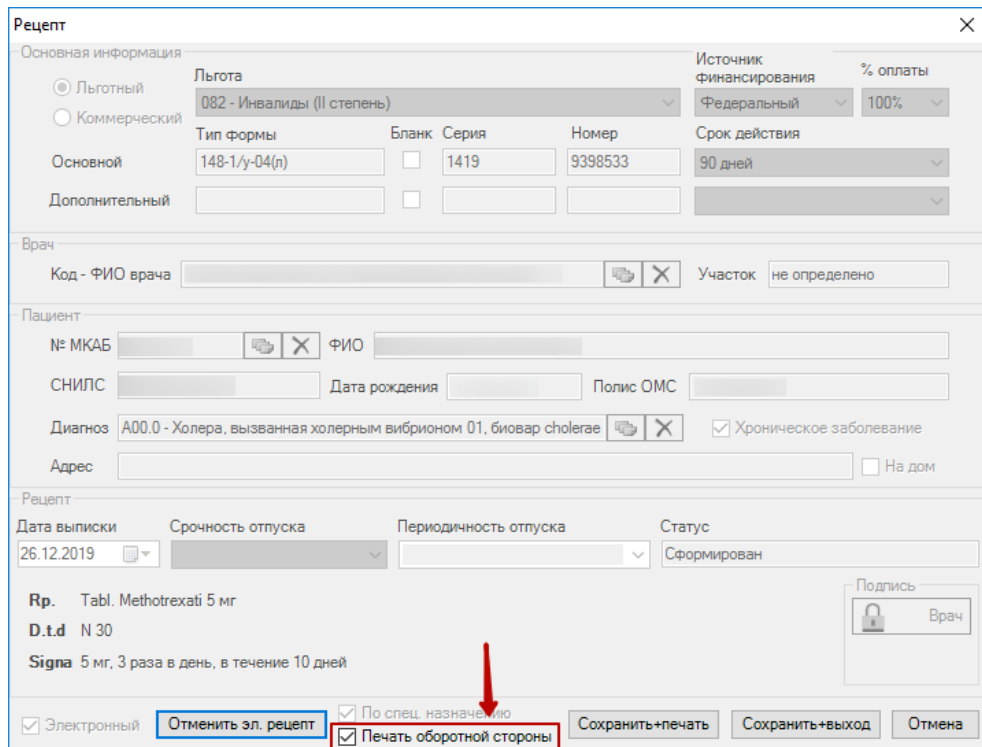 Рецепт
Основная информация
Льготный
Коммерческий
Льгота
Источник финансирования
% оплаты
082 - Инвалиды (II степень)
Федеральный
100%
Тип формы Бланк Серия Номер Срок действия
Основной 148-1/у-04(л) 1419 9398533 90 дней
Дополнительный
Врач
Код - ФИО врача Участок не определено
Пациент
№ МКАБ ФИО
СНИЛС Дата рождения Полис ОМС
Диагноз A00.0 - Холера, вызванная холерным вибрионом 01, биовар cholerae Хроническое заболевание
Адрес На дом
Рецепт
Дата выписки Срочность отпуска Периодичность отпуска Статус
26.12.2019 Сформирован
Подпись
Врач
Rp. Tabl. Methotrexati 5 мг
D.t.d N 30
Signa 5 мг, 3 раза в день, в течение 10 дней
Электронный Отменить эл. рецепт По спец. назначению Сохранить+печать Сохранить+выход Отмена
Печать оборотной стороны